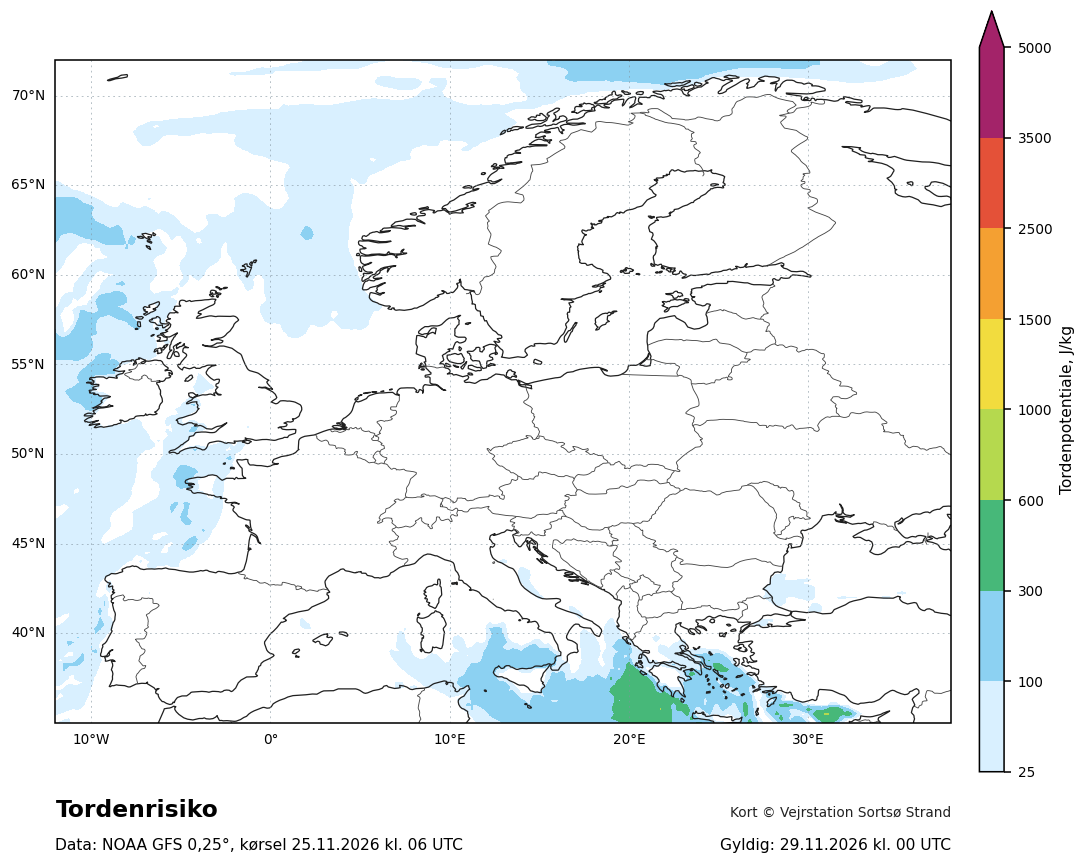 5000
3500
2500
1500
1000
600
300
100
25
Tordenpotentiale, J/kg
70°N
65°N
60°N
55°N
50°N
45°N
40°N
10°W
0°
10°E
20°E
30°E
Tordenrisiko
Kort © Vejrstation Sortsø Strand
Data: NOAA GFS 0,25°, kørsel 25.11.2026 kl. 06 UTC
Gyldig: 29.11.2026 kl. 00 UTC